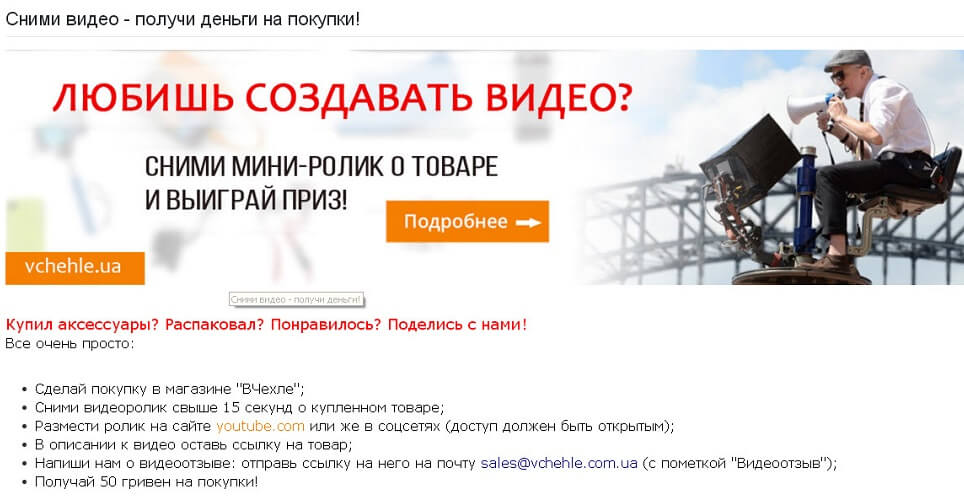 Сними видео - получи деньги на покупки!
ЛЮБИШЬ СОЗДАВАТЬ ВИДЕО?
СНИМИ МИНИ-РОЛИК О ТОВАРЕ
И ВЫИГРАЙ ПРИЗ!
Подробнее
vchehle.ua
Сними видео - получи деньги!
Купил аксессуары? Распаковал? Понравилось? Поделись с нами!
Все очень просто:
• Сделай покупку в магазине "ВЧехле";
• Сними видеоролик свыше 15 секунд о купленном товаре;
• Размести ролик на сайте youtube.com или же в соцсетях (доступ должен быть открытым);
• В описании к видео оставь ссылку на товар;
• Напиши нам о видеоотзыве: отправь ссылку на него на почту sales@vchehle.com.ua (с пометкой "Видеоотзыв");
• Получай 50 гривен на покупки!